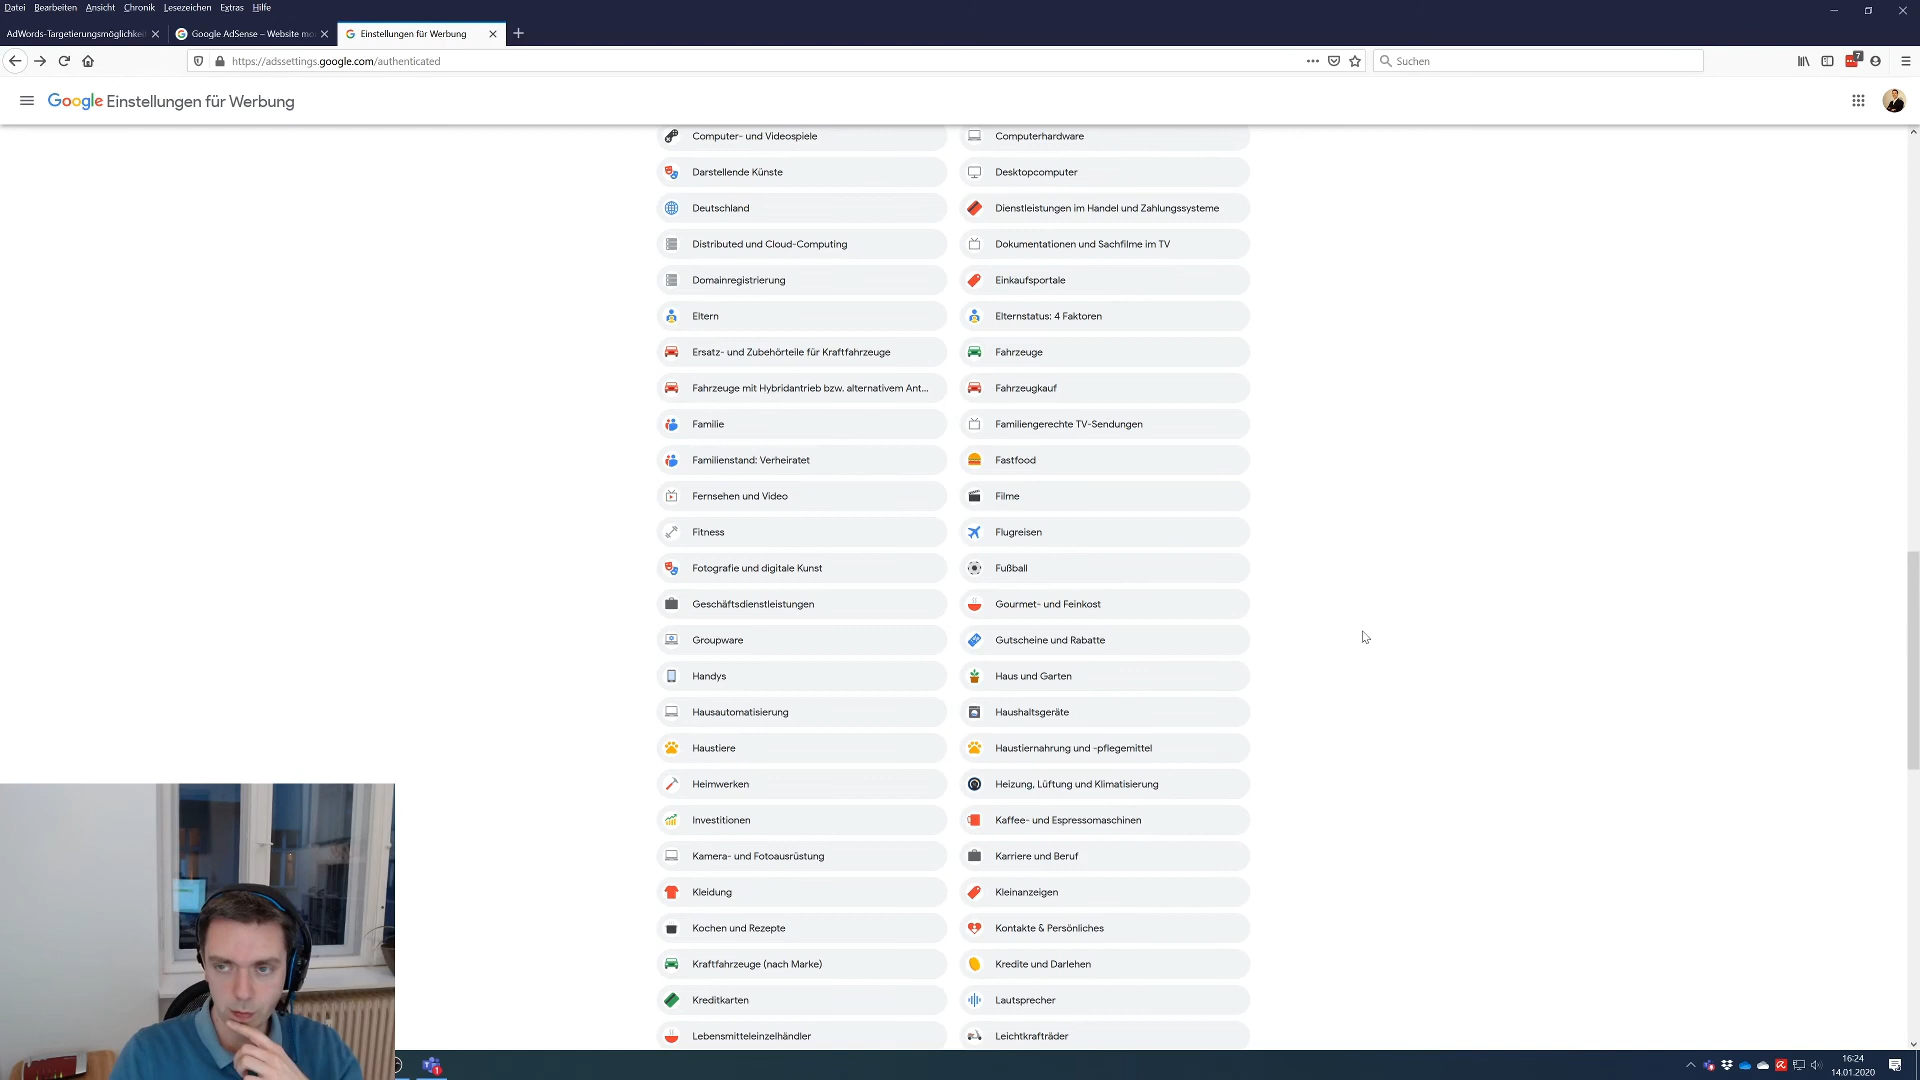 Datei Bearbeiten Ansicht Chronik Lesezeichen Extras Hilfe
AdWords-Targetierungsmöglichkei
Google AdSense – Website mo
Einstellungen für Werbung
https://adssettings.google.com/authenticated
Suchen
7
Google Einstellungen für Werbung
Computer- und Videospiele
Computerhardware
Darstellende Künste
Desktopcomputer
Deutschland
Dienstleistungen im Handel und Zahlungssysteme
Distributed und Cloud-Computing
Dokumentationen und Sachfilme im TV
Domainregistrierung
Einkaufsportale
Eltern
Elternstatus: 4 Faktoren
Ersatz- und Zubehörteile für Kraftfahrzeuge
Fahrzeuge
Fahrzeuge mit Hybridantrieb bzw. alternativem Ant...
Fahrzeugkauf
Familie
Familiengerechte TV-Sendungen
Familienstand: Verheiratet
Fastfood
Fernsehen und Video
Filme
Fitness
Flugreisen
Fotografie und digitale Kunst
Fußball
Geschäftsdienstleistungen
Gourmet- und Feinkost
Groupware
Gutscheine und Rabatte
Handys
Haus und Garten
Hausautomatisierung
Haushaltsgeräte
Haustiere
Haustiernahrung und -pflegemittel
Heimwerken
Heizung, Lüftung und Klimatisierung
Investitionen
Kaffee- und Espressomaschinen
Kamera- und Fotoausrüstung
Karriere und Beruf
Kleidung
Kleinanzeigen
Kochen und Rezepte
Kontakte & Persönliches
Kraftfahrzeuge (nach Marke)
Kredite und Darlehen
Kreditkarten
Lautsprecher
Lebensmitteleinzelhändler
Leichtkrafträder
1
16:24
14.01.2020